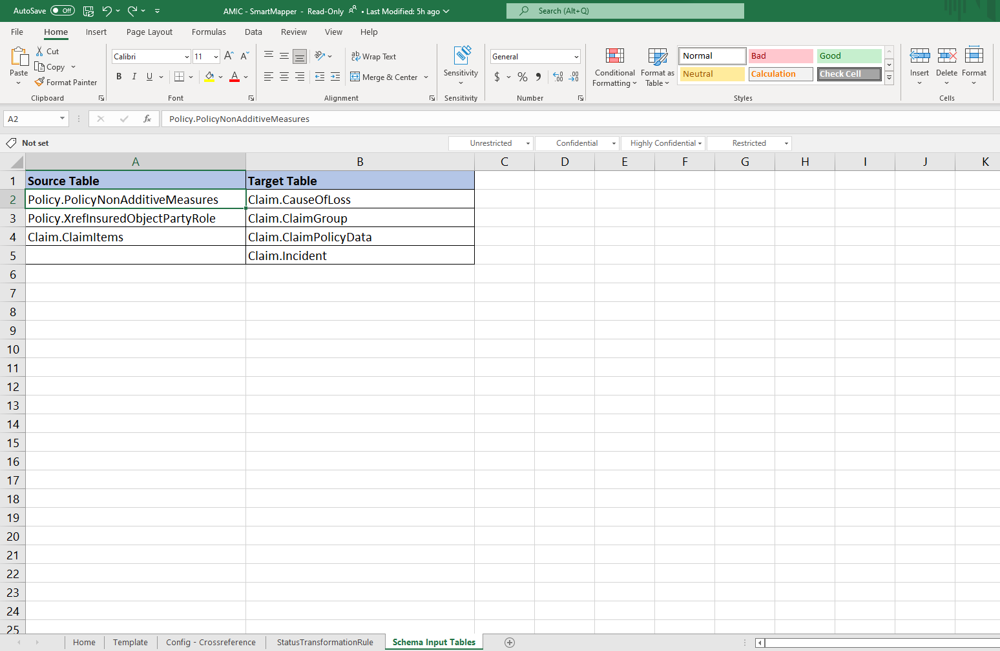 AutoSave Off AMIC - SmartMapper - Read-Only • Last Modified: 5h ago Search (Alt+Q)
File Home Insert Page Layout Formulas Data Review View Help
Paste Cut Copy Format Painter
Clipboard
Calibri 11
B I U A
Font
Wrap Text
Merge & Center
Alignment
Sensitivity
Sensitivity
General
$ % 9 .00 .00
Number
Conditional Formatting
Format as Table
Normal Bad Good
Neutral Calculation Check Cell
Styles
Insert Delete Format
Cells
A2 fx Policy.PolicyNonAdditiveMeasures
Not set Unrestricted Confidential Highly Confidential Restricted
A B C D E F G H I J K
1 Source Table Target Table
2 Policy.PolicyNonAdditiveMeasures Claim.CauseOfLoss
3 Policy.XrefInsuredObjectPartyRole Claim.ClaimGroup
4 Claim.ClaimItems Claim.ClaimPolicyData
5 Claim.Incident
6
7
8
9
10
11
12
13
14
15
16
17
18
19
20
21
22
23
24
25
Home Template Config - Crossreference StatusTransformationRule Schema Input Tables